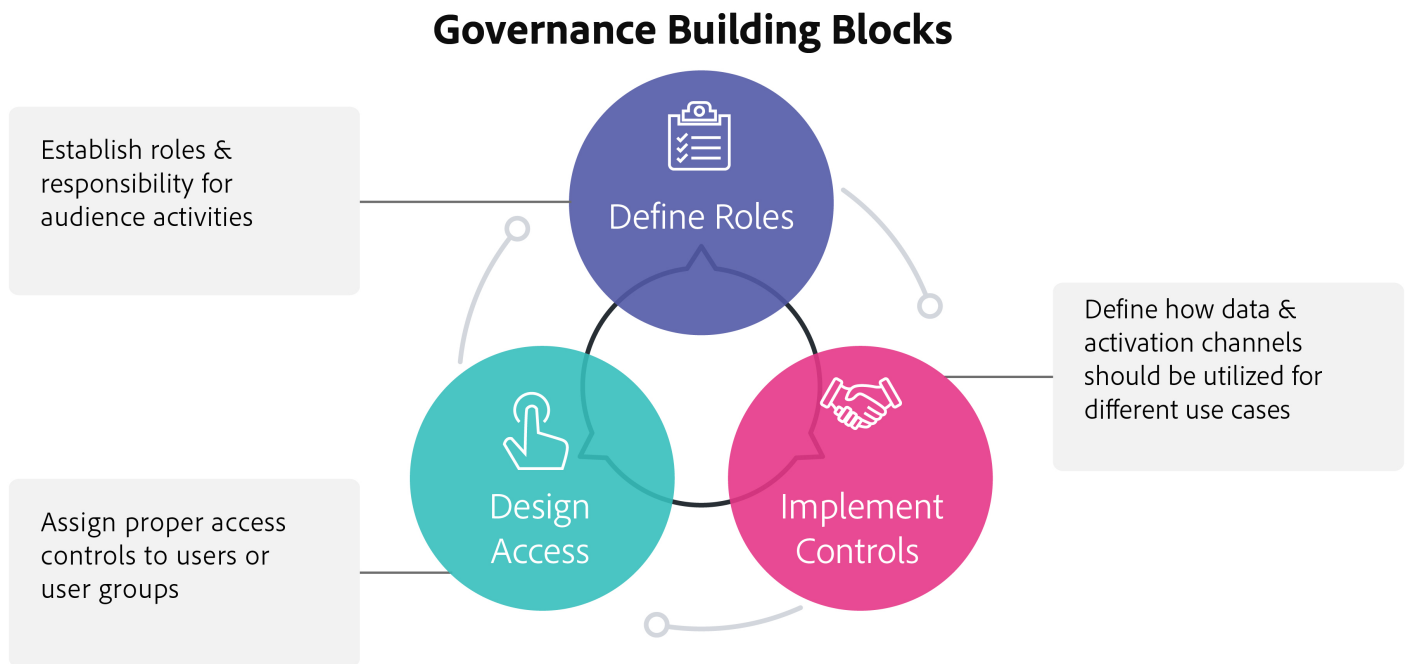 Governance Building Blocks
Establish roles &
responsibility for
audience activities
Define Roles
Define how data &
activation channels
should be utilized for
different use cases
Design
Access
Implement
Controls
Assign proper access
controls to users or
user groups